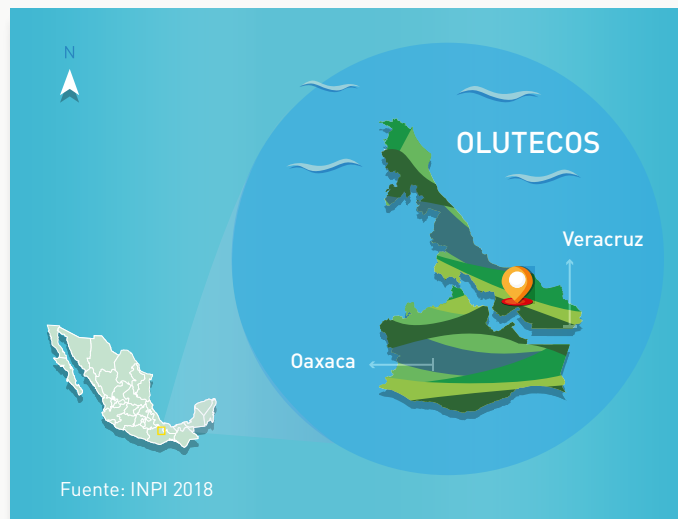 N
OLUTECOS
Veracruz
Oaxaca
Fuente: INPI 2018